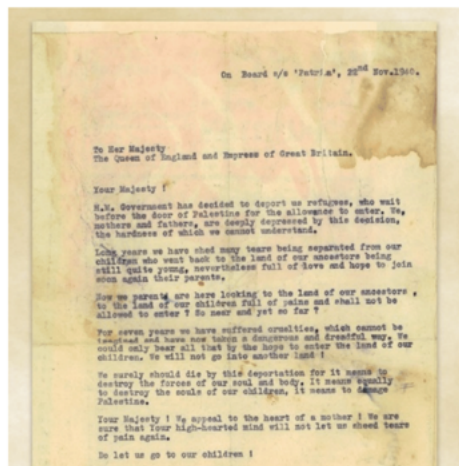 On Board s/s 'Patria', 22nd Nov.1940.
To Her Majesty
The Queen of England and Empress of Great Britain.
Your Majesty !
H.M. Government has decided to deport us refugees, who wait
before the door of Palestine for the allowance to enter. We,
mothers and fathers, are deeply depressed by this decision,
the hardness of which we cannot understand.
Long years we have shed many tears being separated from our
children who went back to the land of our ancestors being
still quite young, nevertheless full of love and hope to join
soon again their parents.
Now we parents are here looking to the land of our ancestors ,
to the land of our children full of pains and shall not be
allowed to enter ? So near and yet so far ?
For seven years we have suffered cruelties, which cannot be
imagined and have now taken a dangerous and dreadful way. We
could only bear all that by the hope to enter the land of our
children. We will not go into another land !
We surely should die by this deportation for it means to
destroy the forces of our soul and body. It means equally
to destroy the souls of our children, it means to damage
Palestine.
Your Majesty ! We appeal to the heart of a mother ! We are
sure that Your high-hearted mind will not let us sheed tears
of pain again.
Do let us go to our children !